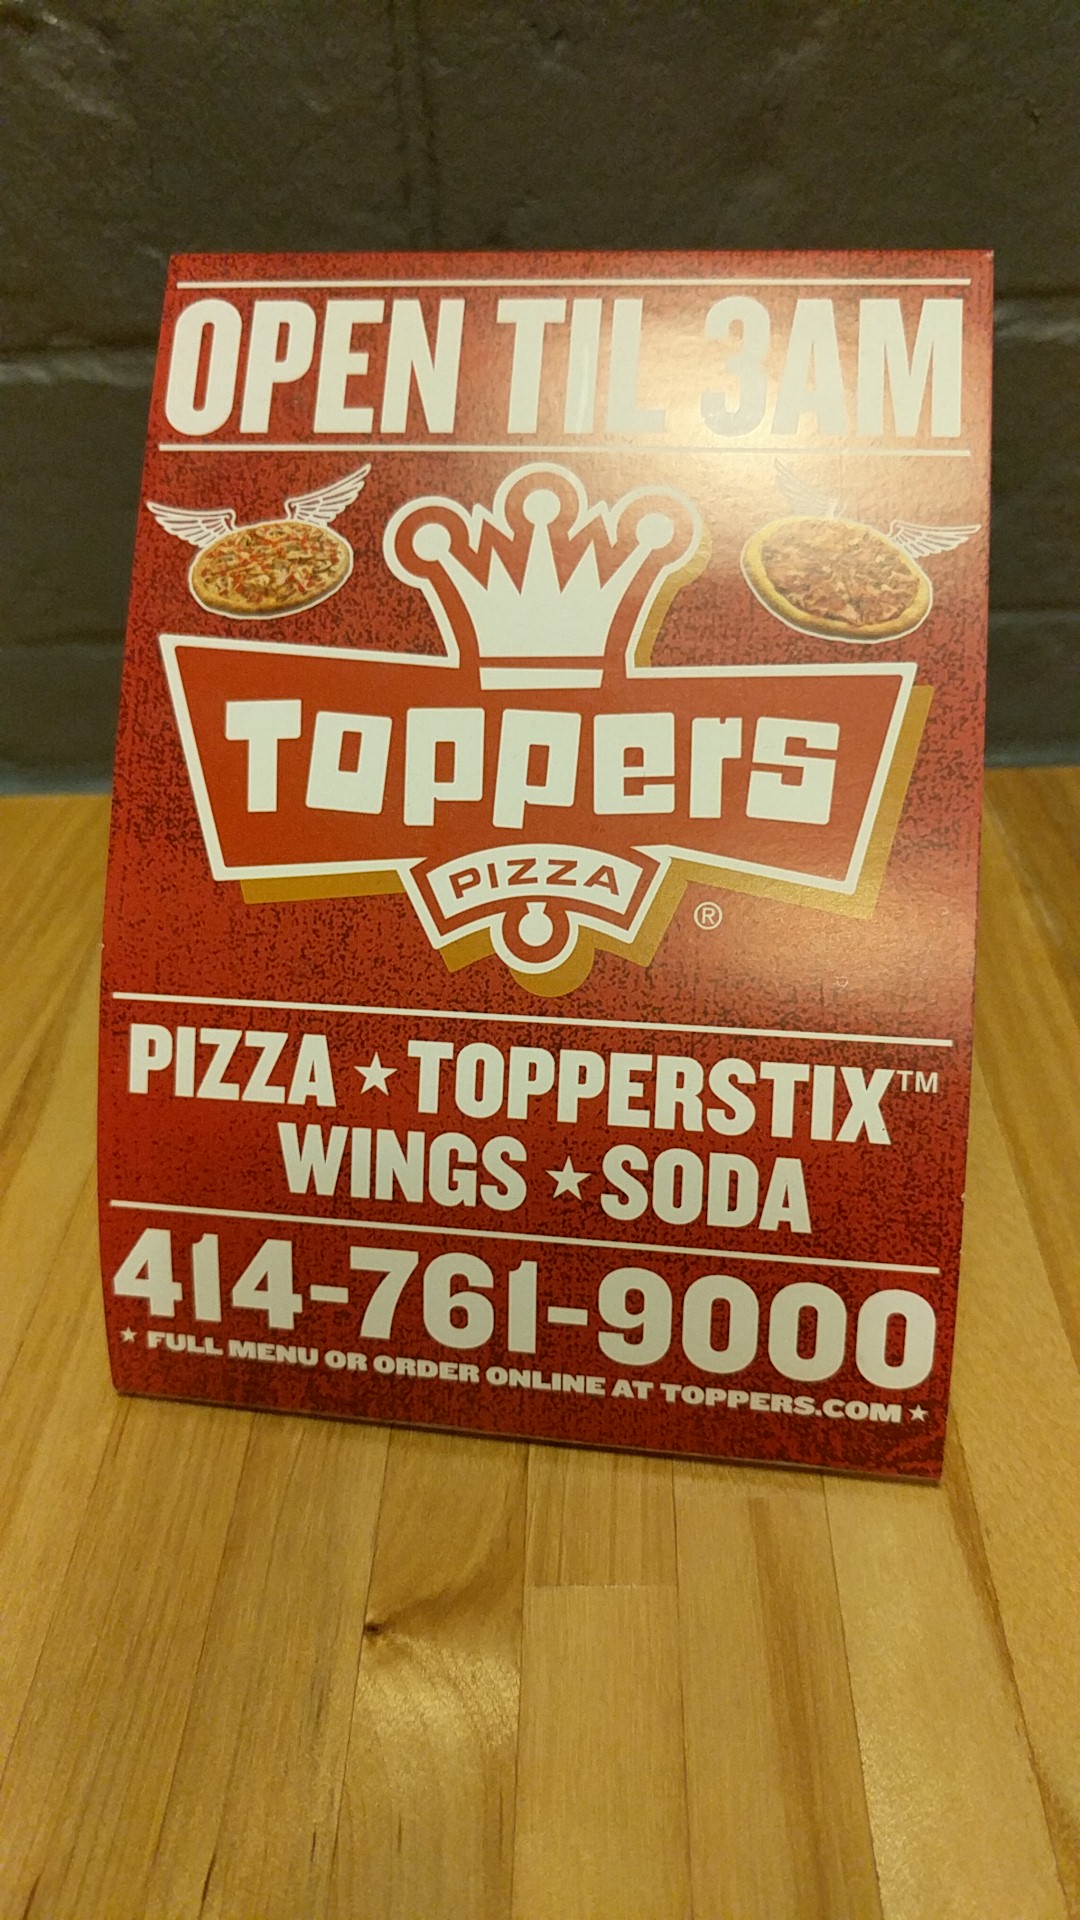 OPEN TIL 3AM
Toppers
PIZZA
®
PIZZA ★ TOPPERSTIX™
WINGS ★ SODA
414-761-9000
★ FULL MENU OR ORDER ONLINE AT TOPPERS.COM ★